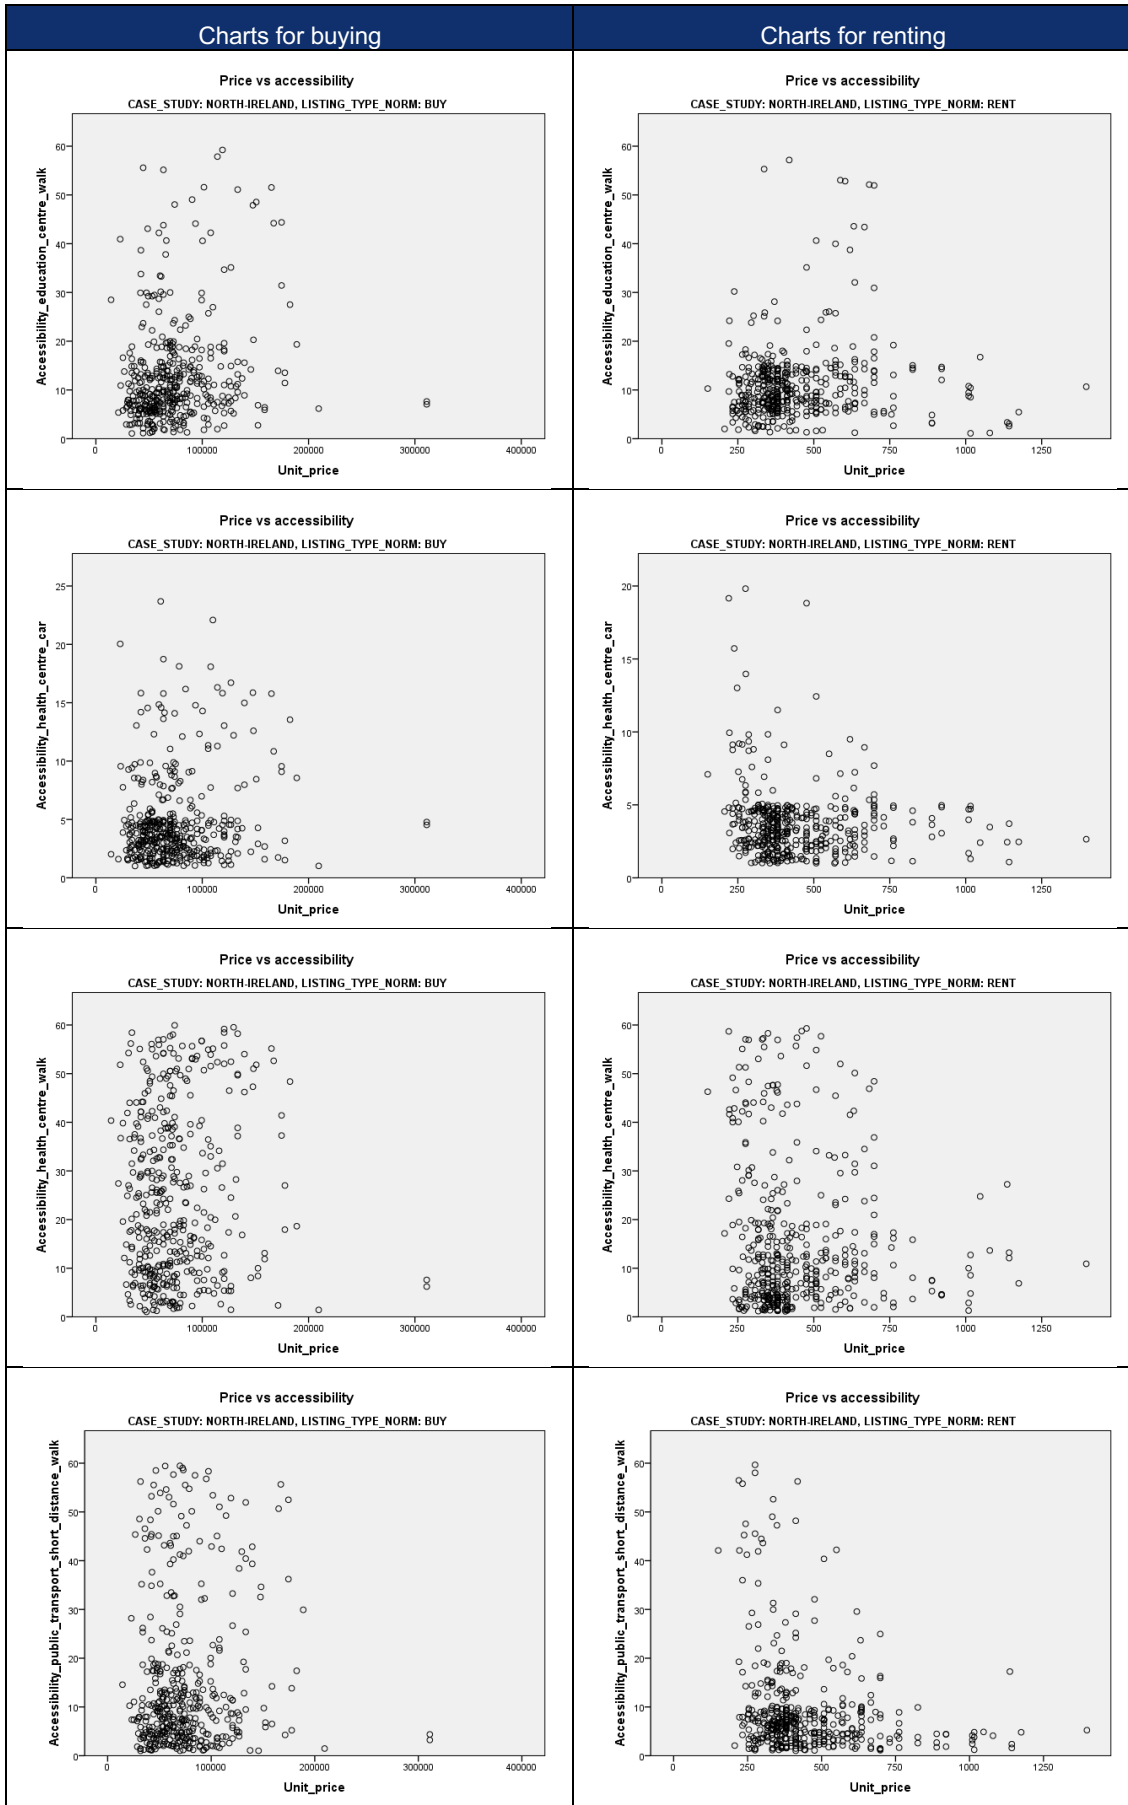 Charts for buying
Charts for renting
Price vs accessibility
CASE_STUDY: NORTH-IRELAND, LISTING_TYPE_NORM: BUY
Accessibility_education_centre_walk
60
50
40
30
20
10
0
0 100000 200000 300000 400000
Unit_price
Price vs accessibility
CASE_STUDY: NORTH-IRELAND, LISTING_TYPE_NORM: RENT
Accessibility_education_centre_walk
60
50
40
30
20
10
0
0 250 500 750 1000 1250
Unit_price
Price vs accessibility
CASE_STUDY: NORTH-IRELAND, LISTING_TYPE_NORM: BUY
Accessibility_health_centre_car
25
20
15
10
5
0
0 100000 200000 300000 400000
Unit_price
Price vs accessibility
CASE_STUDY: NORTH-IRELAND, LISTING_TYPE_NORM: RENT
Accessibility_health_centre_car
20
15
10
5
0
0 250 500 750 1000 1250
Unit_price
Price vs accessibility
CASE_STUDY: NORTH-IRELAND, LISTING_TYPE_NORM: BUY
Accessibility_health_centre_walk
60
50
40
30
20
10
0
0 100000 200000 300000 400000
Unit_price
Price vs accessibility
CASE_STUDY: NORTH-IRELAND, LISTING_TYPE_NORM: RENT
Accessibility_health_centre_walk
60
50
40
30
20
10
0
0 250 500 750 1000 1250
Unit_price
Price vs accessibility
CASE_STUDY: NORTH-IRELAND, LISTING_TYPE_NORM: BUY
Accessibility_public_transport_short_distance_walk
60
50
40
30
20
10
0
0 100000 200000 300000 400000
Unit_price
Price vs accessibility
CASE_STUDY: NORTH-IRELAND, LISTING_TYPE_NORM: RENT
Accessibility_public_transport_short_distance_walk
60
50
40
30
20
10
0
0 250 500 750 1000 1250
Unit_price